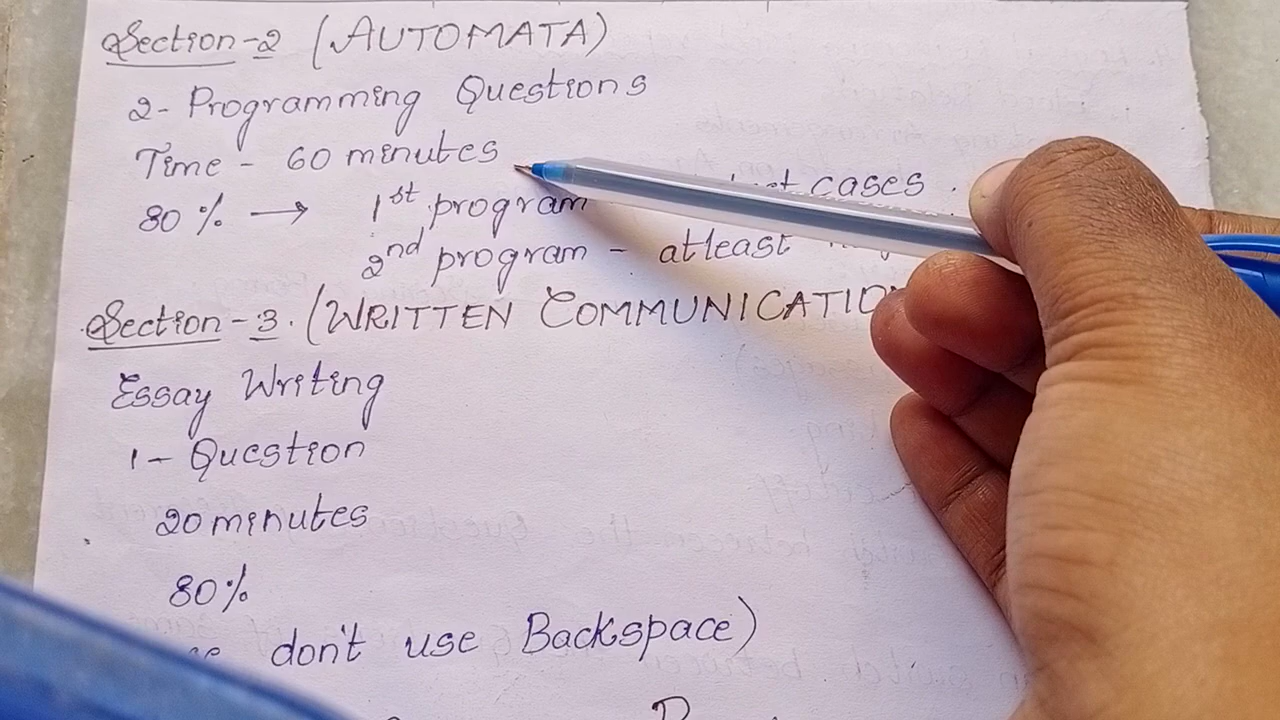 Section-2 (AUTOMATA)
2- Programming Questions
Time - 60 minutes
80% → 1st program cases.
2nd program - atleast
Section-3. (WRITTEN COMMUNICATIO
Essay Writing
1- Question
20 minutes
80%
don't use Backspace)